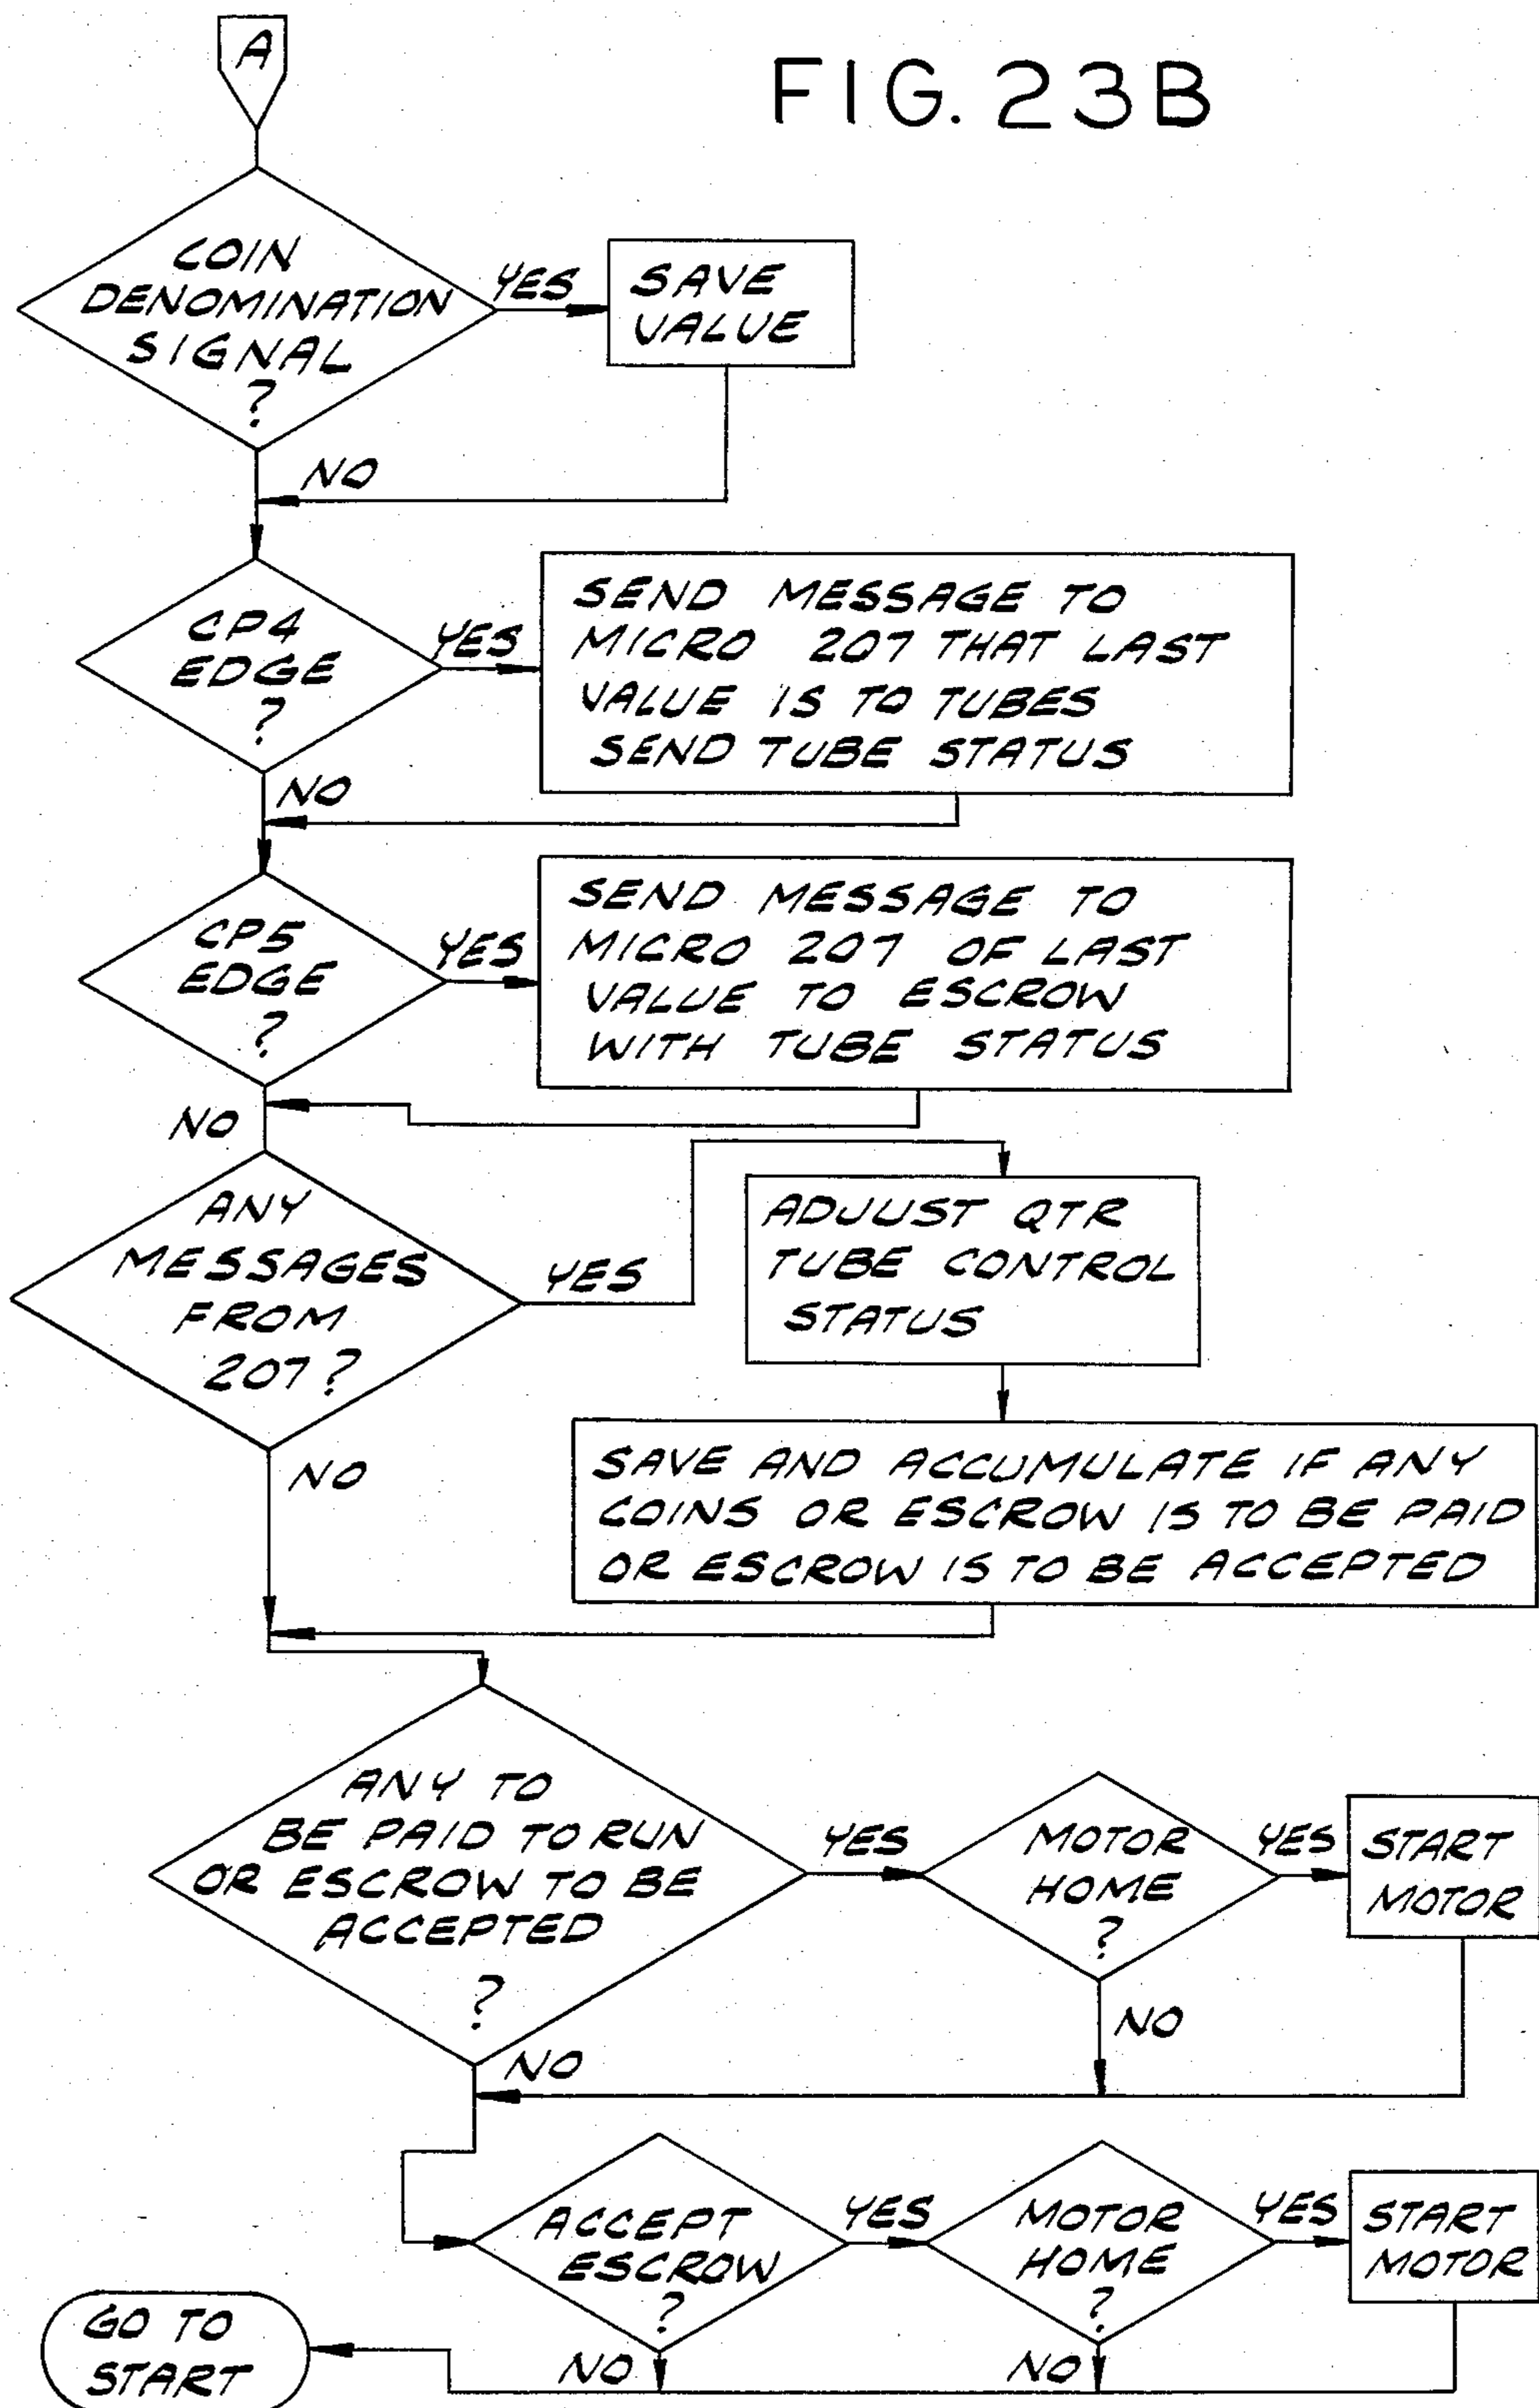 A
FIG. 23B
COIN
DENOMINATION
SIGNAL
?
YES
SAVE
VALUE
NO
CP4
EDGE
?
YES
SEND MESSAGE TO
MICRO 207 THAT LAST
VALUE IS TO TUBES
SEND TUBE STATUS
NO
CP5
EDGE
?
YES
SEND MESSAGE TO
MICRO 207 OF LAST
VALUE TO ESCROW
WITH TUBE STATUS
NO
ANY
MESSAGES
FROM
207?
YES
ADJUST QTR
TUBE CONTROL
STATUS
NO
SAVE AND ACCUMULATE IF ANY
COINS OR ESCROW IS TO BE PAID
OR ESCROW IS TO BE ACCEPTED
ANY TO
BE PAID TO RUN
OR ESCROW TO BE
ACCEPTED
?
YES
MOTOR
HOME
?
YES
START
MOTOR
NO
NO
ACCEPT
ESCROW
?
YES
MOTOR
HOME
?
YES
START
MOTOR
NO
NO
GO TO
START